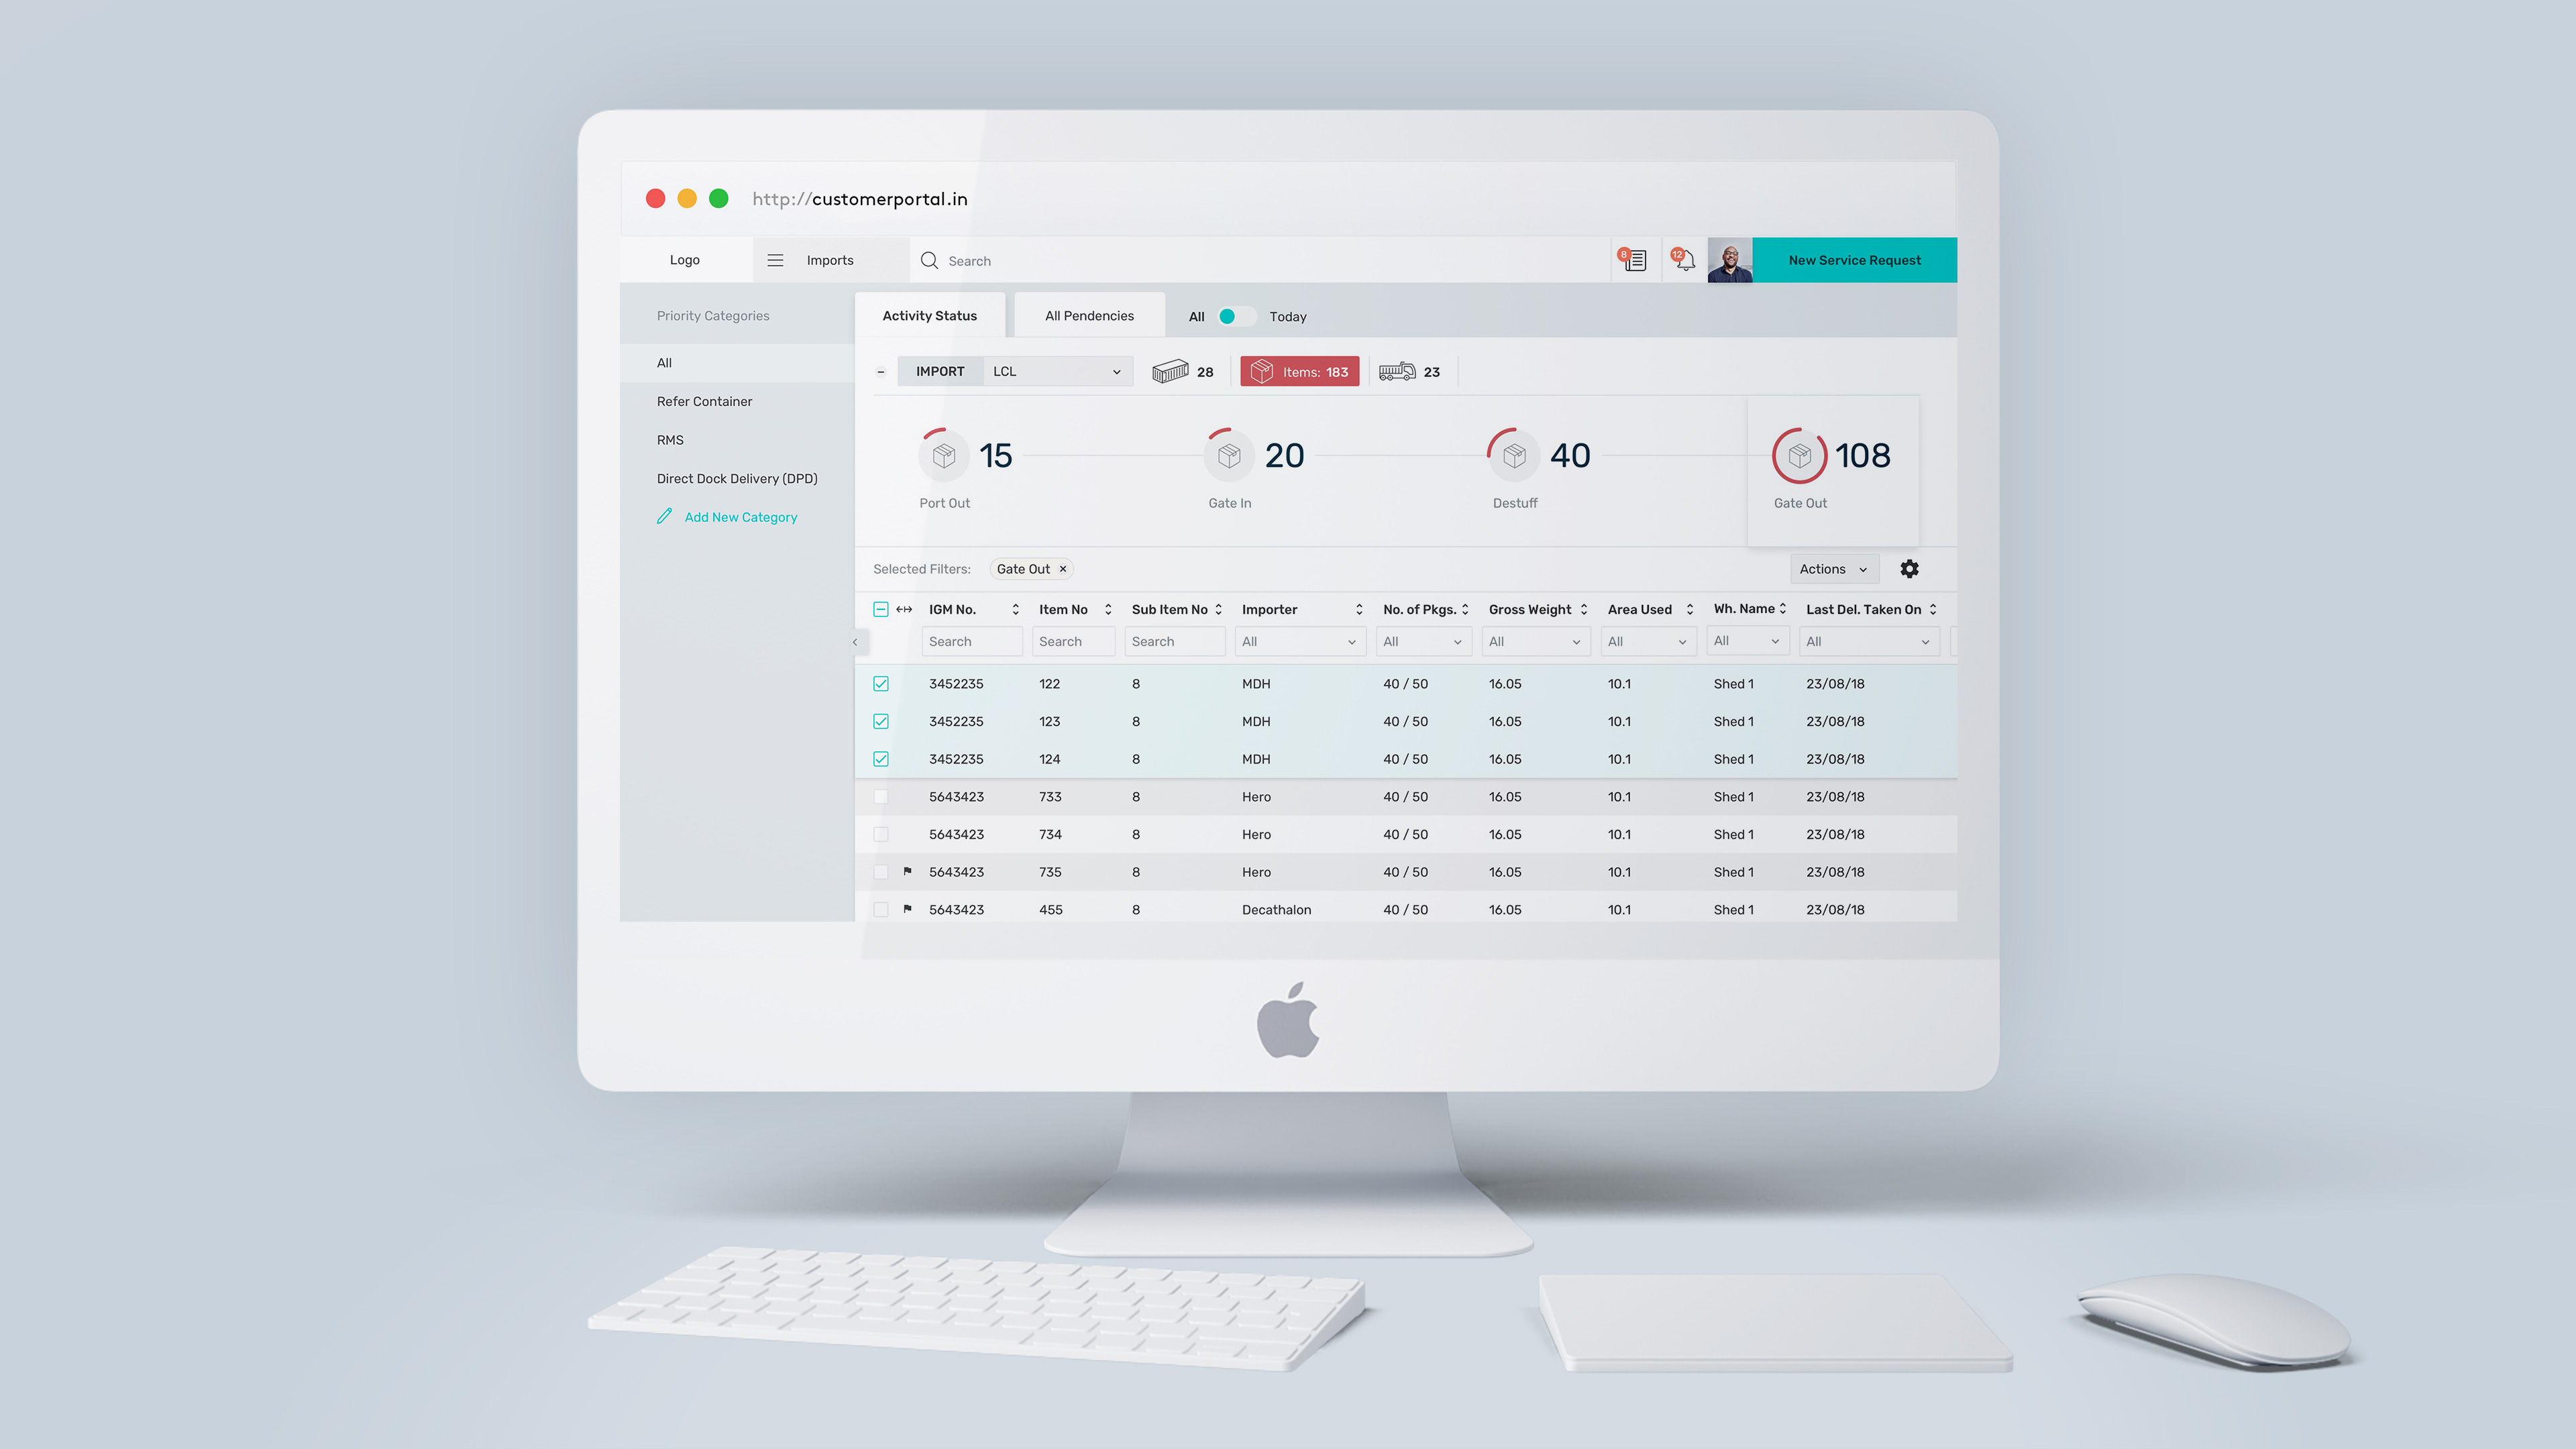 http://customerportal.in
Logo Imports Search 8 12 New Service Request
Priority Categories
All
Refer Container
RMS
Direct Dock Delivery (DPD)
Add New Category
Activity Status All Pendencies All Today
IMPORT LCL 28 Items: 183 23
15 20 40 108
Port Out Gate In Destuff Gate Out
Selected Filters: Gate Out × Actions
IGM No. Item No Sub Item No Importer No. of Pkgs. Gross Weight Area Used Wh. Name Last Del. Taken On
Search Search Search All All All All All All
3452235 122 8 MDH 40 / 50 16.05 10.1 Shed 1 23/08/18
3452235 123 8 MDH 40 / 50 16.05 10.1 Shed 1 23/08/18
3452235 124 8 MDH 40 / 50 16.05 10.1 Shed 1 23/08/18
5643423 733 8 Hero 40 / 50 16.05 10.1 Shed 1 23/08/18
5643423 734 8 Hero 40 / 50 16.05 10.1 Shed 1 23/08/18
5643423 735 8 Hero 40 / 50 16.05 10.1 Shed 1 23/08/18
5643423 455 8 Decathalon 40 / 50 16.05 10.1 Shed 1 23/08/18